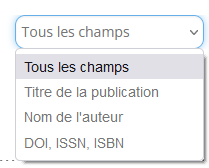 Tous les champs
Tous les champs
Titre de la publication
Nom de l'auteur
DOI, ISSN, ISBN